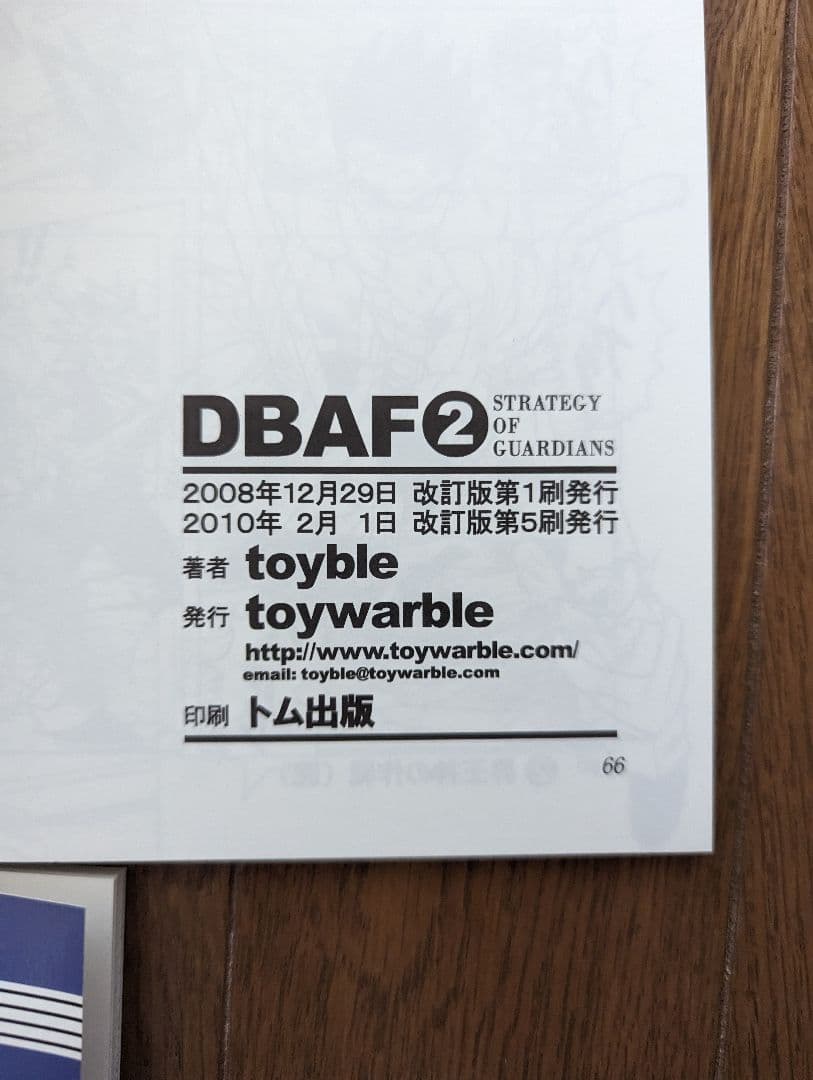 DBAF② STRATEGY
OF
GUARDIANS
2008年12月29日 改訂版第1刷発行
2010年 2月 1日 改訂版第5刷発行
著者 toyble
発行 toywarble
http://www.toywarble.com/
email: toyble@toywarble.com
印刷 トム出版
66